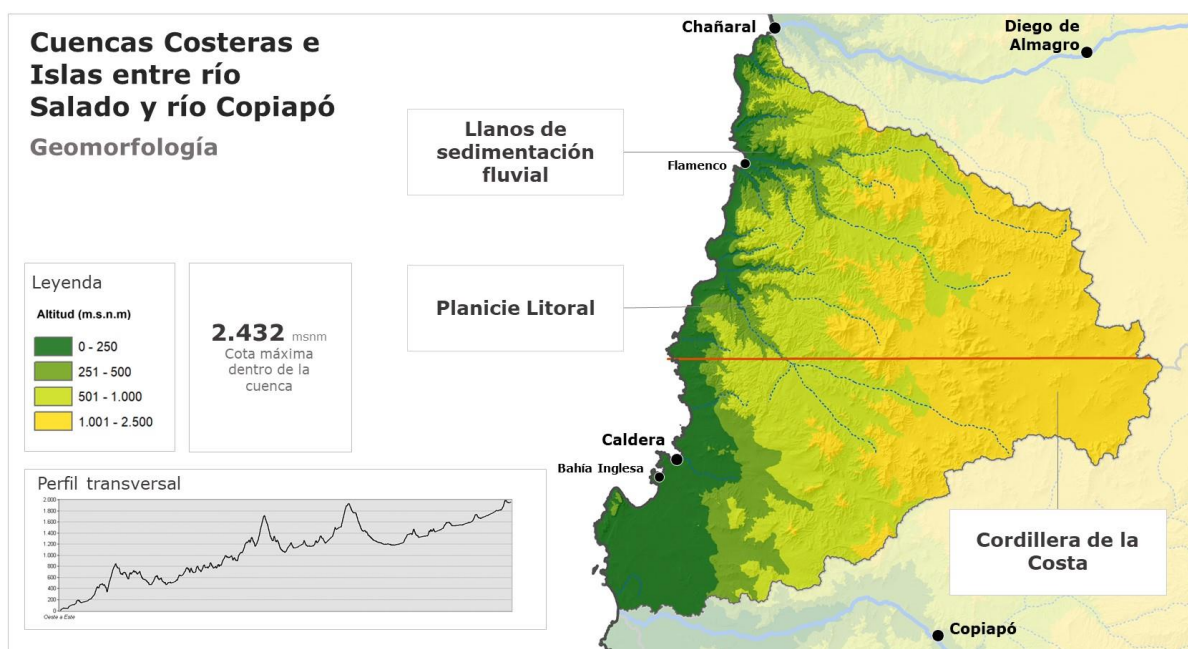 Cuencas Costeras e
Islas entre río
Salado y río Copiapó
Geomorfología
Leyenda
Altitud (m.s.n.m)
0 - 250
251 - 500
501 - 1.000
1.001 - 2.500
2.432 msnm
Cota máxima
dentro de la
cuenca
Perfil transversal
2.000
1.800
1.600
1.400
1.200
1.000
800
600
400
200
0
Oeste a Este
Llanos de
sedimentación
fluvial
Planicie Litoral
Chañaral
Diego de
Almagro
Flamenco
Caldera
Bahía Inglesa
Cordillera de la
Costa
Copiapó